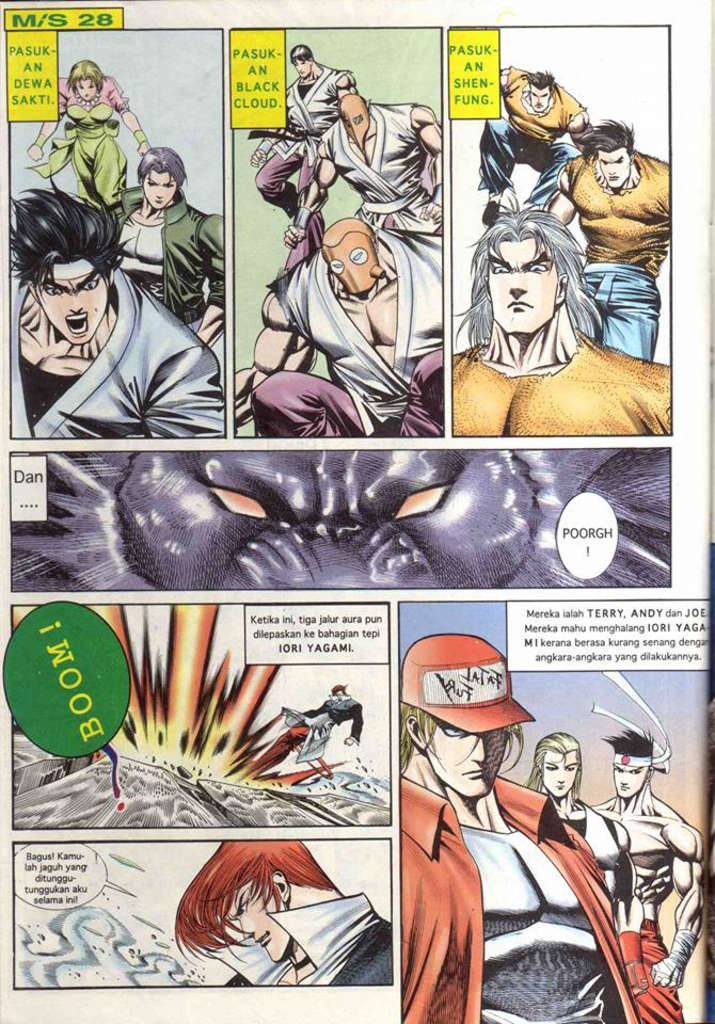 M/S 28
PASUK-
AN
DEWA
SAKTI.
PASUK-
AN
BLACK
CLOUD.
PASUK-
AN
SHEN-
FUNG.
Dan
....
POORGH
!
BOOM!
Ketika ini, tiga jalur aura pun
dilepaskan ke bahagian tepi
IORI YAGAMI.
Mereka ialah TERRY, ANDY dan JOE.
Mereka mahu menghalang IORI YAGA-
MI kerana berasa kurang senang dengan
angkara-angkara yang dilakukannya.
Bagus! Kamu-
lah jaguh yang
ditunggu-
tunggukan aku
selama ini!